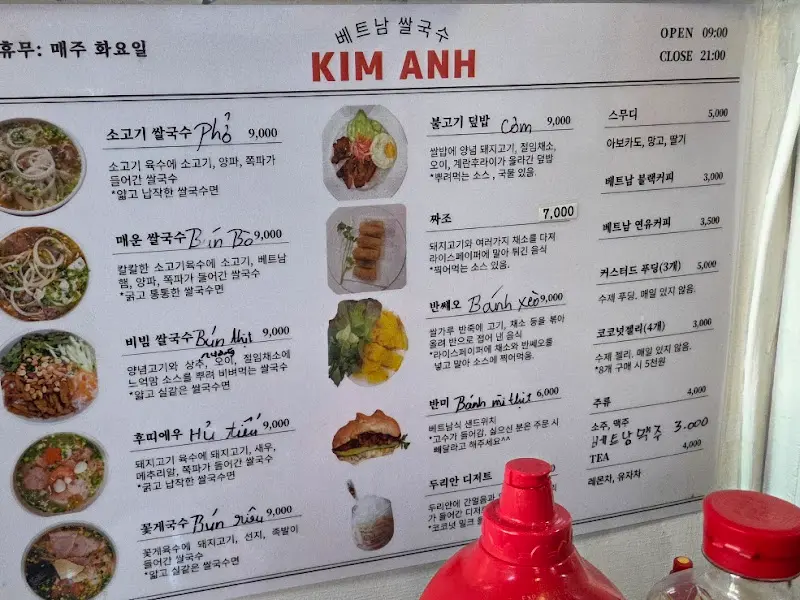 휴무: 매주 화요일
베트남 쌀국수
KIM ANH
OPEN 09:00
CLOSE 21:00
소고기 쌀국수 Phở 9,000
소고기 육수에 소고기, 양파, 쪽파가
들어간 쌀국수
*얇고 납작한 쌀국수면
매운 쌀국수 Bún Bò 9,000
칼칼한 소고기육수에 소고기, 베트남
햄, 양파, 쪽파가 들어간 쌀국수
*굵고 통통한 쌀국수면
비빔 쌀국수 Bún thịt 9,000
nướng
양념고기와 상추, 오이, 절임채소에
느억맘 소스를 뿌려 비벼먹는 쌀국수
*얇고 실같은 쌀국수면
후띠에우 Hủ tiếu 9,000
돼지고기 육수에 돼지고기, 새우,
메추리알, 쪽파가 들어간 쌀국수
*굵고 납작한 쌀국수면
꽃게국수 Bún riêu 9,000
꽃게육수에 돼지고기, 선지, 족발이
들어간 쌀국수
*얇고 실같은 쌀국수면
불고기 덮밥 Cơm 9,000
쌀밥에 양념 돼지고기, 절임채소,
오이, 계란후라이가 올라간 덮밥
*뿌려먹는 소스, 국물 있음.
짜조 7,000
돼지고기와 여러가지 채소를 다져
라이스페이퍼에 말아 튀긴 음식
*찍어먹는 소스 있음.
반쎄오 Bánh xèo 9,000
쌀가루 반죽에 고기, 채소 등을 볶아
올려 반으로 접어 낸 음식
*라이스페이퍼에 채소와 반쎄오를
넣고 말아 소스에 찍어먹음.
반미 Bánh mì thịt 6,000
베트남식 샌드위치
*고수가 들어감. 싫으신 분은 주문 시
빼달라고 해주세요^^
두리안 디저트
두리안에 간얼음과
가 들어간 디저
*코코넛 밀크
스무디 5,000
아보카도, 망고, 딸기
베트남 블랙커피 3,000
베트남 연유커피 3,500
커스터드 푸딩(3개) 5,000
수제 푸딩. 매일 있지 않음.
코코넛젤리(4개) 3,000
수제 젤리. 매일 있지 않음.
*8개 구매 시 5천원
주류 4,000
소주, 맥주
베트남 맥주 3.000
TEA 4,000
레몬차, 유자차